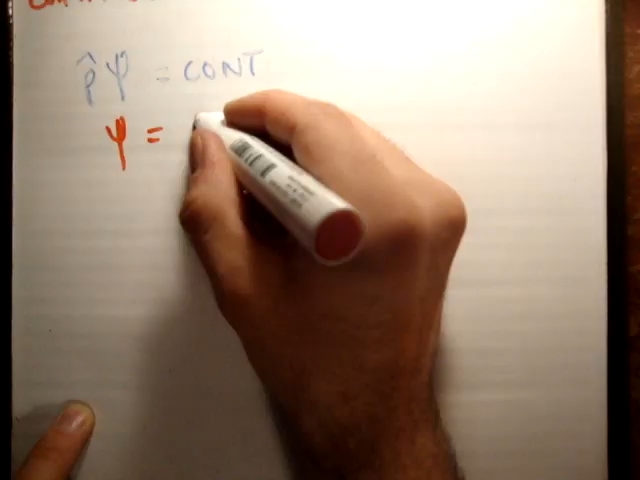 p̂ψ = CONT
ψ =